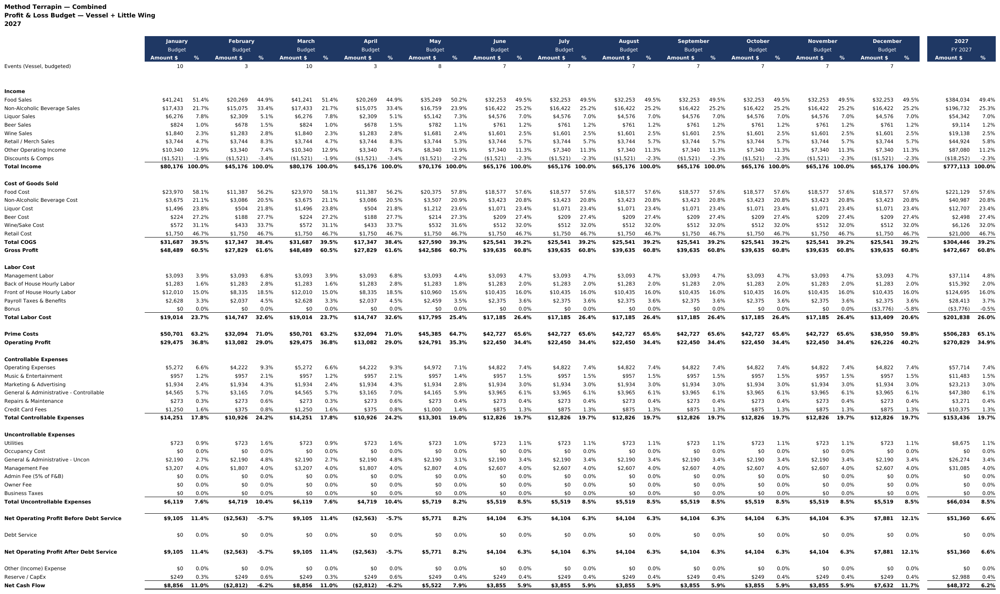 Method Terrapin — Combined
Profit & Loss Budget — Vessel + Little Wing
2027
January February March April May June July August September October November December 2027
Budget Budget Budget Budget Budget Budget Budget Budget Budget Budget Budget Budget FY 2027
Amount $ % Amount $ % Amount $ % Amount $ % Amount $ % Amount $ % Amount $ % Amount $ % Amount $ % Amount $ % Amount $ % Amount $ % Amount $ %
Events (Vessel, budgeted) 10 3 10 3 8 7 7 7 7 7 7 7
Income
Food Sales $41,241 51.4% $20,269 44.9% $41,241 51.4% $20,269 44.9% $35,249 50.2% $32,253 49.5% $32,253 49.5% $32,253 49.5% $32,253 49.5% $32,253 49.5% $32,253 49.5% $32,253 49.5% $384,034 49.4%
Non-Alcoholic Beverage Sales $17,433 21.7% $15,075 33.4% $17,433 21.7% $15,075 33.4% $16,759 23.9% $16,422 25.2% $16,422 25.2% $16,422 25.2% $16,422 25.2% $16,422 25.2% $16,422 25.2% $16,422 25.2% $196,732 25.3%
Liquor Sales $6,276 7.8% $2,309 5.1% $6,276 7.8% $2,309 5.1% $5,142 7.3% $4,576 7.0% $4,576 7.0% $4,576 7.0% $4,576 7.0% $4,576 7.0% $4,576 7.0% $4,576 7.0% $54,342 7.0%
Beer Sales $824 1.0% $678 1.5% $824 1.0% $678 1.5% $782 1.1% $761 1.2% $761 1.2% $761 1.2% $761 1.2% $761 1.2% $761 1.2% $761 1.2% $9,114 1.2%
Wine Sales $1,840 2.3% $1,283 2.8% $1,840 2.3% $1,283 2.8% $1,681 2.4% $1,601 2.5% $1,601 2.5% $1,601 2.5% $1,601 2.5% $1,601 2.5% $1,601 2.5% $1,601 2.5% $19,138 2.5%
Retail / Merch Sales $3,744 4.7% $3,744 8.3% $3,744 4.7% $3,744 8.3% $3,744 5.3% $3,744 5.7% $3,744 5.7% $3,744 5.7% $3,744 5.7% $3,744 5.7% $3,744 5.7% $3,744 5.7% $44,924 5.8%
Other Operating Income $10,340 12.9% $3,340 7.4% $10,340 12.9% $3,340 7.4% $8,340 11.9% $7,340 11.3% $7,340 11.3% $7,340 11.3% $7,340 11.3% $7,340 11.3% $7,340 11.3% $7,340 11.3% $87,080 11.2%
Discounts & Comps ($1,521) -1.9% ($1,521) -3.4% ($1,521) -1.9% ($1,521) -3.4% ($1,521) -2.2% ($1,521) -2.3% ($1,521) -2.3% ($1,521) -2.3% ($1,521) -2.3% ($1,521) -2.3% ($1,521) -2.3% ($1,521) -2.3% ($18,252) -2.3%
Total Income $80,176 100.0% $45,176 100.0% $80,176 100.0% $45,176 100.0% $70,176 100.0% $65,176 100.0% $65,176 100.0% $65,176 100.0% $65,176 100.0% $65,176 100.0% $65,176 100.0% $65,176 100.0% $777,113 100.0%
Cost of Goods Sold
Food Cost $23,970 58.1% $11,387 56.2% $23,970 58.1% $11,387 56.2% $20,375 57.8% $18,577 57.6% $18,577 57.6% $18,577 57.6% $18,577 57.6% $18,577 57.6% $18,577 57.6% $18,577 57.6% $221,129 57.6%
Non-Alcoholic Beverage Cost $3,675 21.1% $3,086 20.5% $3,675 21.1% $3,086 20.5% $3,507 20.9% $3,423 20.8% $3,423 20.8% $3,423 20.8% $3,423 20.8% $3,423 20.8% $3,423 20.8% $3,423 20.8% $40,987 20.8%
Liquor Cost $1,496 23.8% $504 21.8% $1,496 23.8% $504 21.8% $1,212 23.6% $1,071 23.4% $1,071 23.4% $1,071 23.4% $1,071 23.4% $1,071 23.4% $1,071 23.4% $1,071 23.4% $12,707 23.4%
Beer Cost $224 27.2% $188 27.7% $224 27.2% $188 27.7% $214 27.3% $209 27.4% $209 27.4% $209 27.4% $209 27.4% $209 27.4% $209 27.4% $209 27.4% $2,498 27.4%
Wine/Sake Cost $572 31.1% $433 33.7% $572 31.1% $433 33.7% $532 31.6% $512 32.0% $512 32.0% $512 32.0% $512 32.0% $512 32.0% $512 32.0% $512 32.0% $6,126 32.0%
Retail Cost $1,750 46.7% $1,750 46.7% $1,750 46.7% $1,750 46.7% $1,750 46.7% $1,750 46.7% $1,750 46.7% $1,750 46.7% $1,750 46.7% $1,750 46.7% $1,750 46.7% $1,750 46.7% $21,000 46.7%
Total COGS $31,687 39.5% $17,347 38.4% $31,687 39.5% $17,347 38.4% $27,590 39.3% $25,541 39.2% $25,541 39.2% $25,541 39.2% $25,541 39.2% $25,541 39.2% $25,541 39.2% $25,541 39.2% $304,446 39.2%
Gross Profit $48,489 60.5% $27,829 61.6% $48,489 60.5% $27,829 61.6% $42,586 60.7% $39,635 60.8% $39,635 60.8% $39,635 60.8% $39,635 60.8% $39,635 60.8% $39,635 60.8% $39,635 60.8% $472,667 60.8%
Labor Cost
Management Labor $3,093 3.9% $3,093 6.8% $3,093 3.9% $3,093 6.8% $3,093 4.4% $3,093 4.7% $3,093 4.7% $3,093 4.7% $3,093 4.7% $3,093 4.7% $3,093 4.7% $3,093 4.7% $37,114 4.8%
Back of House Hourly Labor $1,283 1.6% $1,283 2.8% $1,283 1.6% $1,283 2.8% $1,283 1.8% $1,283 2.0% $1,283 2.0% $1,283 2.0% $1,283 2.0% $1,283 2.0% $1,283 2.0% $1,283 2.0% $15,392 2.0%
Front of House Hourly Labor $12,010 15.0% $8,335 18.5% $12,010 15.0% $8,335 18.5% $10,960 15.6% $10,435 16.0% $10,435 16.0% $10,435 16.0% $10,435 16.0% $10,435 16.0% $10,435 16.0% $10,435 16.0% $124,695 16.0%
Payroll Taxes & Benefits $2,628 3.3% $2,037 4.5% $2,628 3.3% $2,037 4.5% $2,459 3.5% $2,375 3.6% $2,375 3.6% $2,375 3.6% $2,375 3.6% $2,375 3.6% $2,375 3.6% $2,375 3.6% $28,413 3.7%
Bonus $0 0.0% $0 0.0% $0 0.0% $0 0.0% $0 0.0% $0 0.0% $0 0.0% $0 0.0% $0 0.0% $0 0.0% $0 0.0% ($3,776) -5.8% ($3,776) -0.5%
Total Labor Cost $19,014 23.7% $14,747 32.6% $19,014 23.7% $14,747 32.6% $17,795 25.4% $17,185 26.4% $17,185 26.4% $17,185 26.4% $17,185 26.4% $17,185 26.4% $17,185 26.4% $13,409 20.6% $201,838 26.0%
Prime Costs $50,701 63.2% $32,094 71.0% $50,701 63.2% $32,094 71.0% $45,385 64.7% $42,727 65.6% $42,727 65.6% $42,727 65.6% $42,727 65.6% $42,727 65.6% $42,727 65.6% $38,950 59.8% $506,283 65.1%
Operating Profit $29,475 36.8% $13,082 29.0% $29,475 36.8% $13,082 29.0% $24,791 35.3% $22,450 34.4% $22,450 34.4% $22,450 34.4% $22,450 34.4% $22,450 34.4% $22,450 34.4% $26,226 40.2% $270,829 34.9%
Controllable Expenses
Operating Expenses $5,272 6.6% $4,222 9.3% $5,272 6.6% $4,222 9.3% $4,972 7.1% $4,822 7.4% $4,822 7.4% $4,822 7.4% $4,822 7.4% $4,822 7.4% $4,822 7.4% $4,822 7.4% $57,714 7.4%
Music & Entertainment $957 1.2% $957 2.1% $957 1.2% $957 2.1% $957 1.4% $957 1.5% $957 1.5% $957 1.5% $957 1.5% $957 1.5% $957 1.5% $957 1.5% $11,483 1.5%
Marketing & Advertising $1,934 2.4% $1,934 4.3% $1,934 2.4% $1,934 4.3% $1,934 2.8% $1,934 3.0% $1,934 3.0% $1,934 3.0% $1,934 3.0% $1,934 3.0% $1,934 3.0% $1,934 3.0% $23,213 3.0%
General & Administrative - Controllable $4,565 5.7% $3,165 7.0% $4,565 5.7% $3,165 7.0% $4,165 5.9% $3,965 6.1% $3,965 6.1% $3,965 6.1% $3,965 6.1% $3,965 6.1% $3,965 6.1% $3,965 6.1% $47,380 6.1%
Repairs & Maintenance $273 0.3% $273 0.6% $273 0.3% $273 0.6% $273 0.4% $273 0.4% $273 0.4% $273 0.4% $273 0.4% $273 0.4% $273 0.4% $273 0.4% $3,271 0.4%
Credit Card Fees $1,250 1.6% $375 0.8% $1,250 1.6% $375 0.8% $1,000 1.4% $875 1.3% $875 1.3% $875 1.3% $875 1.3% $875 1.3% $875 1.3% $875 1.3% $10,375 1.3%
Total Controllable Expenses $14,251 17.8% $10,926 24.2% $14,251 17.8% $10,926 24.2% $13,301 19.0% $12,826 19.7% $12,826 19.7% $12,826 19.7% $12,826 19.7% $12,826 19.7% $12,826 19.7% $12,826 19.7% $153,436 19.7%
Uncontrollable Expenses
Utilities $723 0.9% $723 1.6% $723 0.9% $723 1.6% $723 1.0% $723 1.1% $723 1.1% $723 1.1% $723 1.1% $723 1.1% $723 1.1% $723 1.1% $8,675 1.1%
Occupancy Cost $0 0.0% $0 0.0% $0 0.0% $0 0.0% $0 0.0% $0 0.0% $0 0.0% $0 0.0% $0 0.0% $0 0.0% $0 0.0% $0 0.0% $0 0.0%
General & Administrative - Uncon $2,190 2.7% $2,190 4.8% $2,190 2.7% $2,190 4.8% $2,190 3.1% $2,190 3.4% $2,190 3.4% $2,190 3.4% $2,190 3.4% $2,190 3.4% $2,190 3.4% $2,190 3.4% $26,274 3.4%
Management Fee $3,207 4.0% $1,807 4.0% $3,207 4.0% $1,807 4.0% $2,807 4.0% $2,607 4.0% $2,607 4.0% $2,607 4.0% $2,607 4.0% $2,607 4.0% $2,607 4.0% $2,607 4.0% $31,085 4.0%
Admin Fee (5% of F&B) $0 0.0% $0 0.0% $0 0.0% $0 0.0% $0 0.0% $0 0.0% $0 0.0% $0 0.0% $0 0.0% $0 0.0% $0 0.0% $0 0.0% $0 0.0%
Owner Fee $0 0.0% $0 0.0% $0 0.0% $0 0.0% $0 0.0% $0 0.0% $0 0.0% $0 0.0% $0 0.0% $0 0.0% $0 0.0% $0 0.0% $0 0.0%
Business Taxes $0 0.0% $0 0.0% $0 0.0% $0 0.0% $0 0.0% $0 0.0% $0 0.0% $0 0.0% $0 0.0% $0 0.0% $0 0.0% $0 0.0% $0 0.0%
Total Uncontrollable Expenses $6,119 7.6% $4,719 10.4% $6,119 7.6% $4,719 10.4% $5,719 8.2% $5,519 8.5% $5,519 8.5% $5,519 8.5% $5,519 8.5% $5,519 8.5% $5,519 8.5% $5,519 8.5% $66,034 8.5%
Net Operating Profit Before Debt Service $9,105 11.4% ($2,563) -5.7% $9,105 11.4% ($2,563) -5.7% $5,771 8.2% $4,104 6.3% $4,104 6.3% $4,104 6.3% $4,104 6.3% $4,104 6.3% $4,104 6.3% $7,881 12.1% $51,360 6.6%
Debt Service $0 0.0% $0 0.0% $0 0.0% $0 0.0% $0 0.0% $0 0.0% $0 0.0% $0 0.0% $0 0.0% $0 0.0% $0 0.0% $0 0.0% $0 0.0%
Net Operating Profit After Debt Service $9,105 11.4% ($2,563) -5.7% $9,105 11.4% ($2,563) -5.7% $5,771 8.2% $4,104 6.3% $4,104 6.3% $4,104 6.3% $4,104 6.3% $4,104 6.3% $4,104 6.3% $7,881 12.1% $51,360 6.6%
Other (Income) Expense $0 0.0% $0 0.0% $0 0.0% $0 0.0% $0 0.0% $0 0.0% $0 0.0% $0 0.0% $0 0.0% $0 0.0% $0 0.0% $0 0.0% $0 0.0%
Reserve / CapEx $249 0.3% $249 0.6% $249 0.3% $249 0.6% $249 0.4% $249 0.4% $249 0.4% $249 0.4% $249 0.4% $249 0.4% $249 0.4% $249 0.4% $2,988 0.4%
Net Cash Flow $8,856 11.0% ($2,812) -6.2% $8,856 11.0% ($2,812) -6.2% $5,522 7.9% $3,855 5.9% $3,855 5.9% $3,855 5.9% $3,855 5.9% $3,855 5.9% $3,855 5.9% $7,632 11.7% $48,372 6.2%